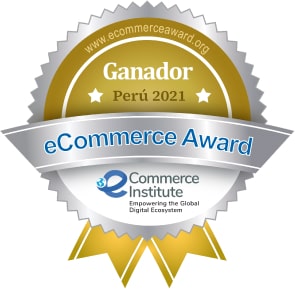 www.ecommerceaward.org
Ganador
Perú 2021
eCommerce Award
eCommerce
Institute
Empowering the Global
Digital Ecosystem